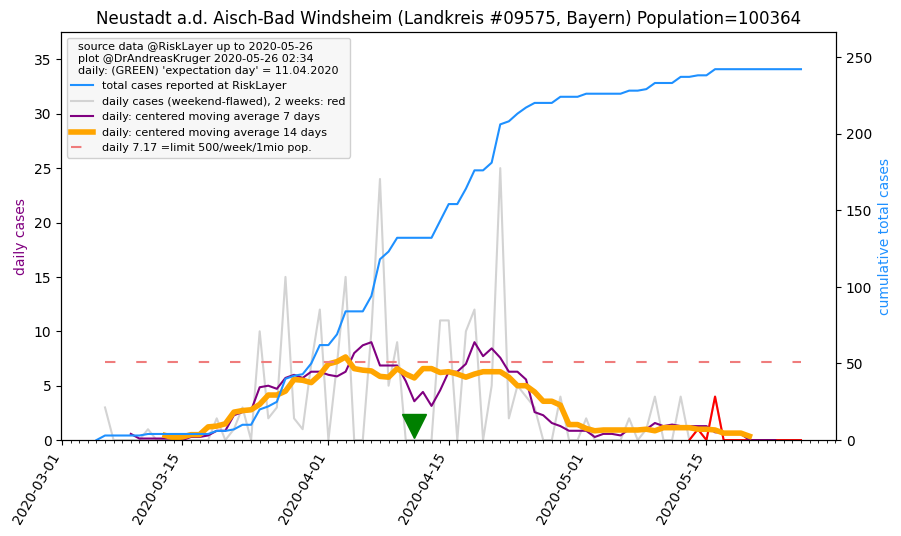 Neustadt a.d. Aisch-Bad Windsheim (Landkreis #09575, Bayern) Population=100364
source data @RiskLayer up to 2020-05-26
plot @DrAndreasKruger 2020-05-26 02:34
daily: (GREEN) 'expectation day' = 11.04.2020
total cases reported at RiskLayer
daily cases (weekend-flawed), 2 weeks: red
daily: centered moving average 7 days
daily: centered moving average 14 days
daily 7.17 =limit 500/week/1mio pop.
daily cases
35
30
25
20
15
10
5
0
cumulative total cases
250
200
150
100
50
0
2020-03-01
2020-03-15
2020-04-01
2020-04-15
2020-05-01
2020-05-15